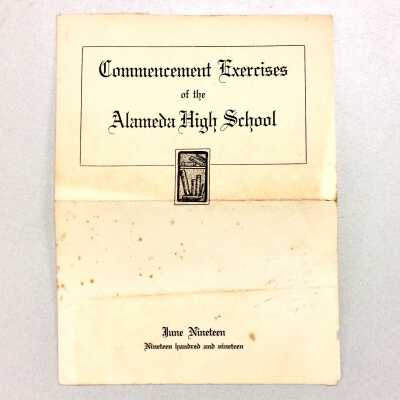 Commencement Exercises
of the
Alameda High School
June Nineteen
Nineteen hundred and nineteen